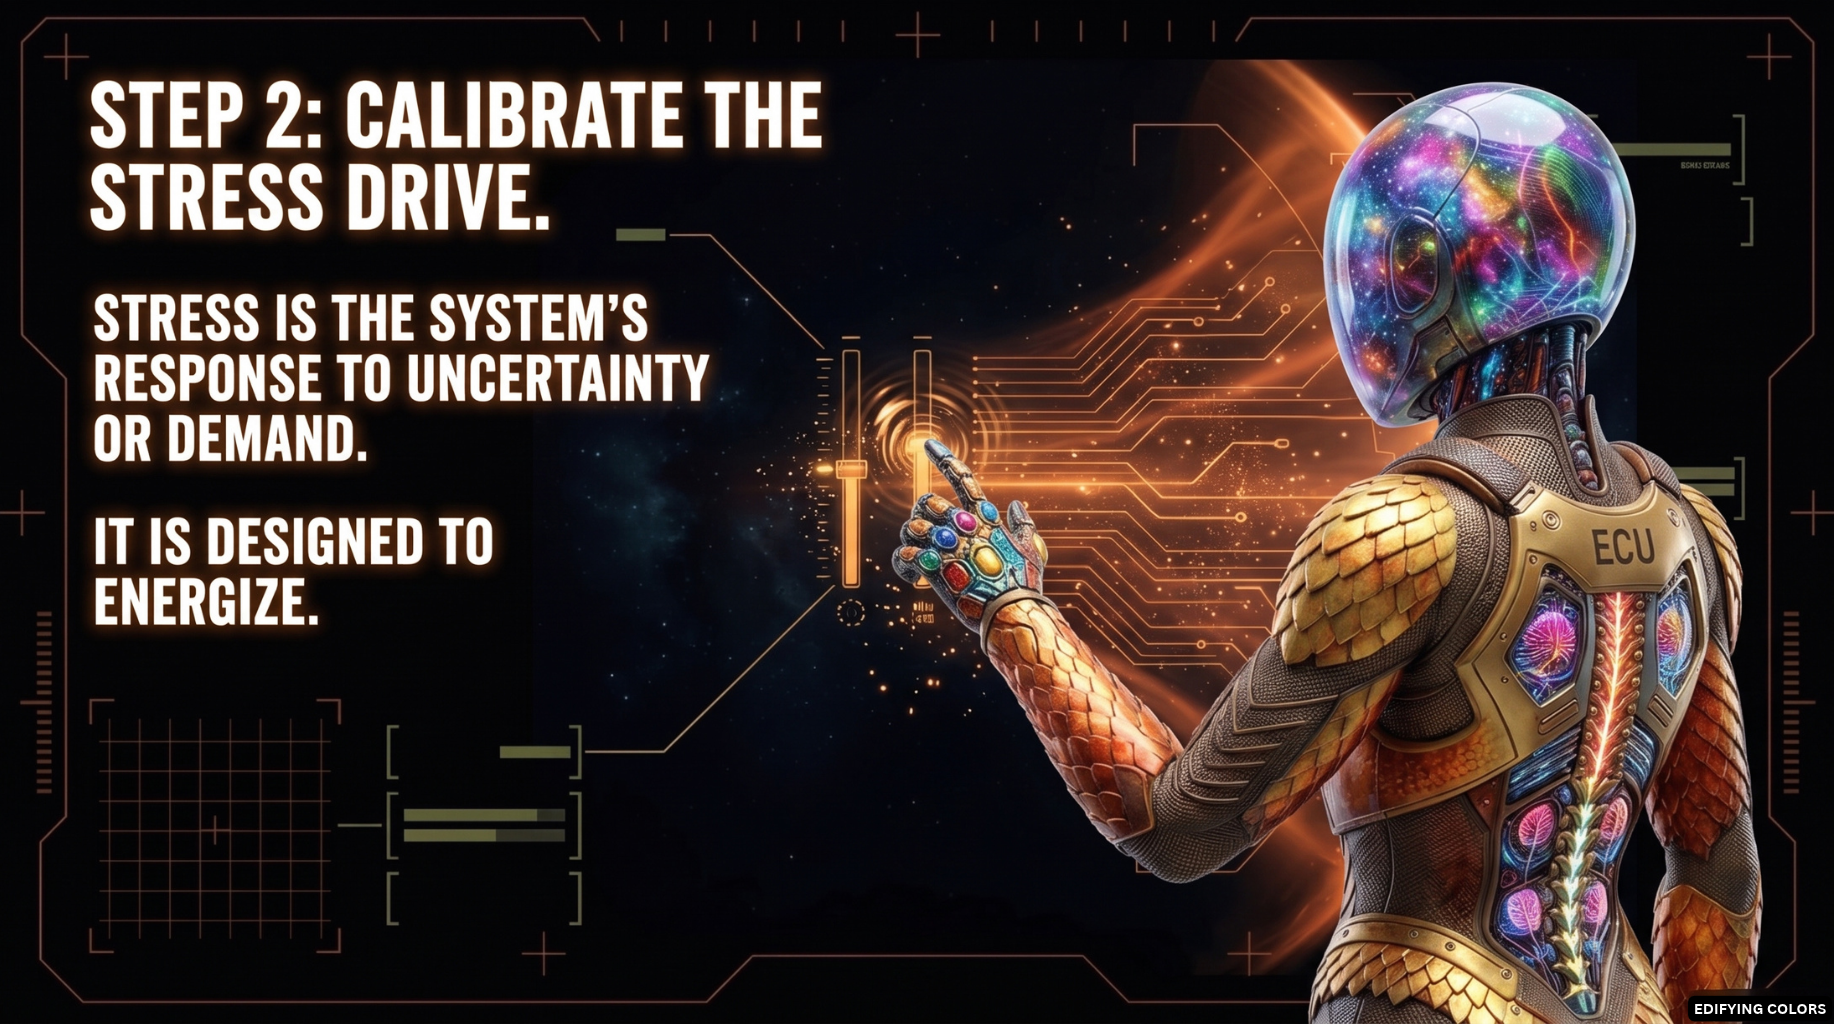 STEP 2: CALIBRATE THE
STRESS DRIVE.
STRESS IS THE SYSTEM'S
RESPONSE TO UNCERTAINTY
OR DEMAND.
IT IS DESIGNED TO
ENERGIZE.
ECU
EDIFYING COLORS